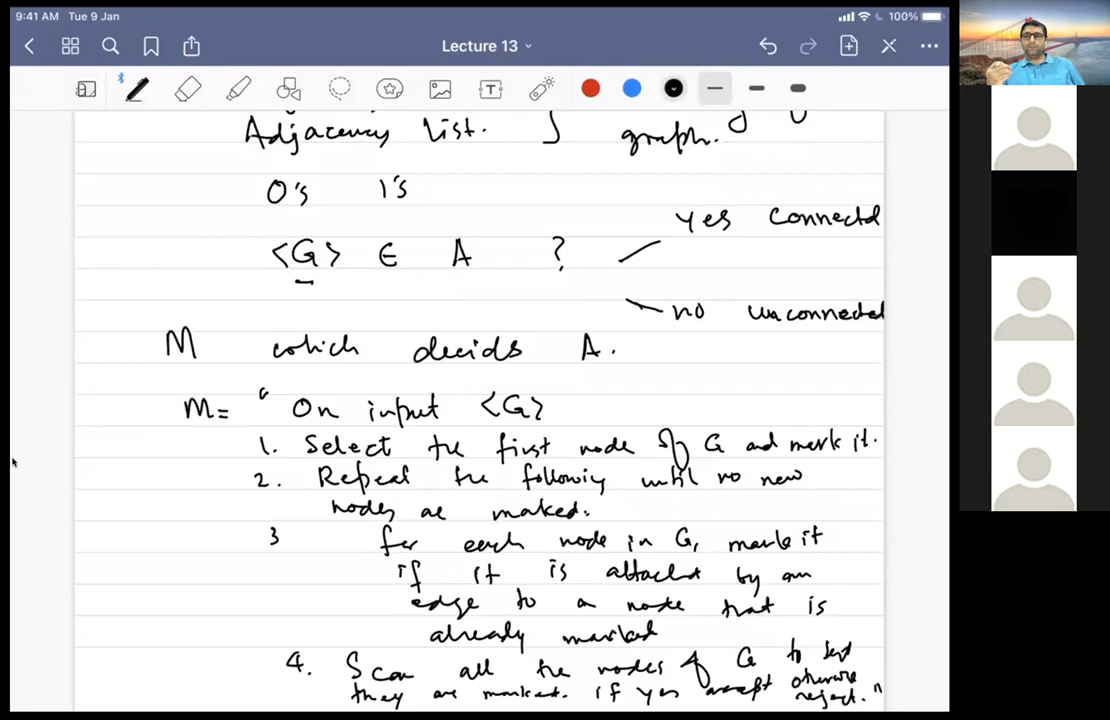 9:41 AM Tue 9 Jan
100%
Lecture 13
Adjacency list. graph.
0's 1's
yes connectd
<G> ∈ A ?
no unconnected
M which decids A.
M= " On input <G>
1. Select the first node of G and mark it.
2. Repeat the following until no new
nodes are marked.
3 for each node in G, mark it
if it is attached by an
edge to a node that is
already marked
4. Scan all the nodes of G to
they are marked. if yes accept otherwise
reject."